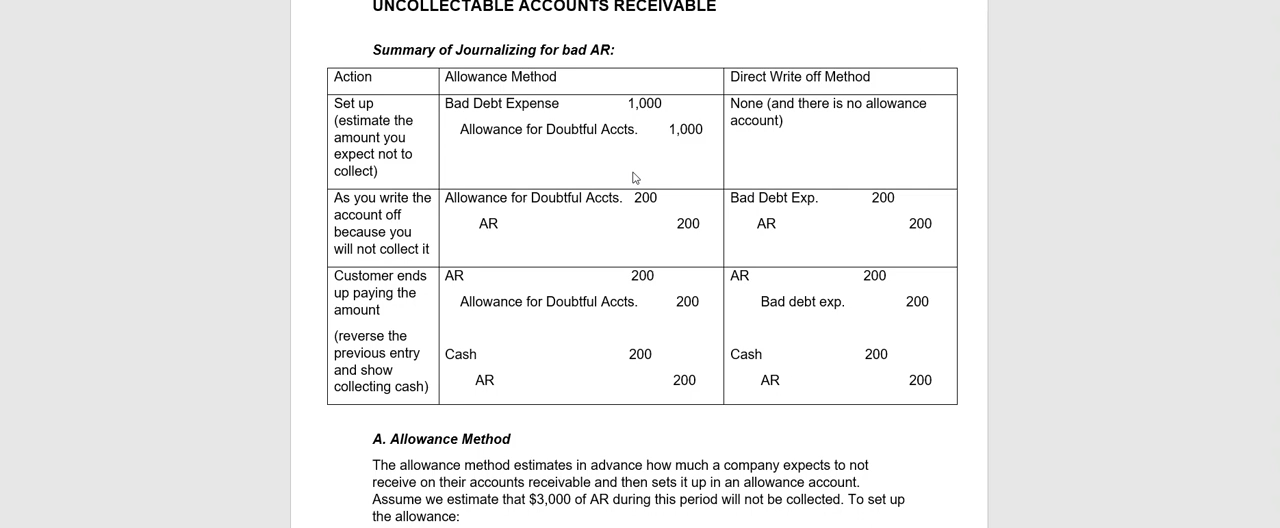 UNCOLLECTABLE ACCOUNTS RECEIVABLE
Summary of Journalizing for bad AR:
Action Allowance Method Direct Write off Method
Set up
(estimate the
amount you
expect not to
collect)
Bad Debt Expense 1,000
Allowance for Doubtful Accts. 1,000
None (and there is no allowance
account)
As you write the
account off
because you
will not collect it
Allowance for Doubtful Accts. 200
AR 200
Bad Debt Exp. 200
AR 200
Customer ends
up paying the
amount
(reverse the
previous entry
and show
collecting cash)
AR 200
Allowance for Doubtful Accts. 200
Cash 200
AR 200
AR 200
Bad debt exp. 200
Cash 200
AR 200
A. Allowance Method
The allowance method estimates in advance how much a company expects to not
receive on their accounts receivable and then sets it up in an allowance account.
Assume we estimate that $3,000 of AR during this period will not be collected. To set up
the allowance: